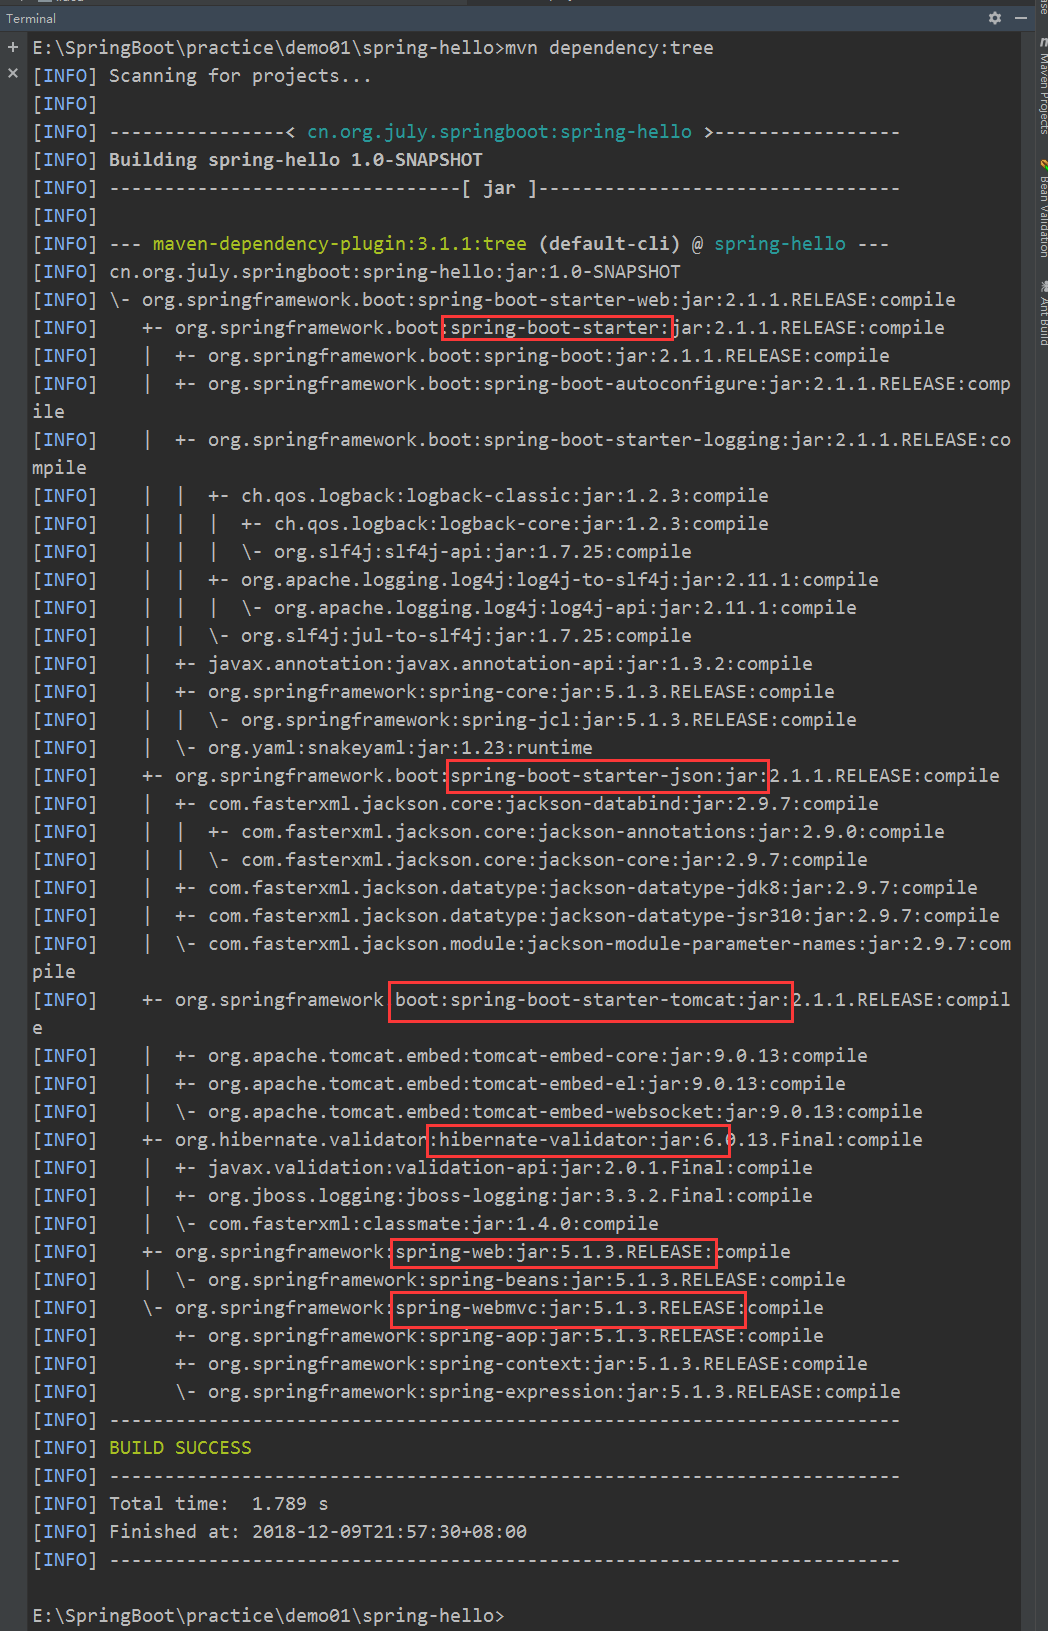 Terminal
E:\SpringBoot\practice\demo01\spring-hello>mvn dependency:tree
[INFO] Scanning for projects...
[INFO]
[INFO] ----------------< cn.org.july.springboot:spring-hello >-----------------
[INFO] Building spring-hello 1.0-SNAPSHOT
[INFO] --------------------------------[ jar ]---------------------------------
[INFO]
[INFO] --- maven-dependency-plugin:3.1.1:tree (default-cli) @ spring-hello ---
[INFO] cn.org.july.springboot:spring-hello:jar:1.0-SNAPSHOT
[INFO] \- org.springframework.boot:spring-boot-starter-web:jar:2.1.1.RELEASE:compile
[INFO]    +- org.springframework.boot:spring-boot-starter:jar:2.1.1.RELEASE:compile
[INFO]    |  +- org.springframework.boot:spring-boot:jar:2.1.1.RELEASE:compile
[INFO]    |  +- org.springframework.boot:spring-boot-autoconfigure:jar:2.1.1.RELEASE:comp
ile
[INFO]    |  +- org.springframework.boot:spring-boot-starter-logging:jar:2.1.1.RELEASE:co
mpile
[INFO]    |  |  +- ch.qos.logback:logback-classic:jar:1.2.3:compile
[INFO]    |  |  |  +- ch.qos.logback:logback-core:jar:1.2.3:compile
[INFO]    |  |  |  \- org.slf4j:slf4j-api:jar:1.7.25:compile
[INFO]    |  |  +- org.apache.logging.log4j:log4j-to-slf4j:jar:2.11.1:compile
[INFO]    |  |  |  \- org.apache.logging.log4j:log4j-api:jar:2.11.1:compile
[INFO]    |  |  \- org.slf4j:jul-to-slf4j:jar:1.7.25:compile
[INFO]    |  +- javax.annotation:javax.annotation-api:jar:1.3.2:compile
[INFO]    |  +- org.springframework:spring-core:jar:5.1.3.RELEASE:compile
[INFO]    |  |  \- org.springframework:spring-jcl:jar:5.1.3.RELEASE:compile
[INFO]    |  \- org.yaml:snakeyaml:jar:1.23:runtime
[INFO]    +- org.springframework.boot:spring-boot-starter-json:jar:2.1.1.RELEASE:compile
[INFO]    |  +- com.fasterxml.jackson.core:jackson-databind:jar:2.9.7:compile
[INFO]    |  |  +- com.fasterxml.jackson.core:jackson-annotations:jar:2.9.0:compile
[INFO]    |  |  \- com.fasterxml.jackson.core:jackson-core:jar:2.9.7:compile
[INFO]    |  +- com.fasterxml.jackson.datatype:jackson-datatype-jdk8:jar:2.9.7:compile
[INFO]    |  +- com.fasterxml.jackson.datatype:jackson-datatype-jsr310:jar:2.9.7:compile
[INFO]    |  \- com.fasterxml.jackson.module:jackson-module-parameter-names:jar:2.9.7:com
pile
[INFO]    +- org.springframework boot:spring-boot-starter-tomcat:jar:2.1.1.RELEASE:compil
e
[INFO]    |  +- org.apache.tomcat.embed:tomcat-embed-core:jar:9.0.13:compile
[INFO]    |  +- org.apache.tomcat.embed:tomcat-embed-el:jar:9.0.13:compile
[INFO]    |  \- org.apache.tomcat.embed:tomcat-embed-websocket:jar:9.0.13:compile
[INFO]    +- org.hibernate.validator:hibernate-validator:jar:6.0.13.Final:compile
[INFO]    |  +- javax.validation:validation-api:jar:2.0.1.Final:compile
[INFO]    |  +- org.jboss.logging:jboss-logging:jar:3.3.2.Final:compile
[INFO]    |  \- com.fasterxml:classmate:jar:1.4.0:compile
[INFO]    +- org.springframework:spring-web:jar:5.1.3.RELEASE:compile
[INFO]    |  \- org.springframework:spring-beans:jar:5.1.3.RELEASE:compile
[INFO]    \- org.springframework:spring-webmvc:jar:5.1.3.RELEASE:compile
[INFO]       +- org.springframework:spring-aop:jar:5.1.3.RELEASE:compile
[INFO]       +- org.springframework:spring-context:jar:5.1.3.RELEASE:compile
[INFO]       \- org.springframework:spring-expression:jar:5.1.3.RELEASE:compile
[INFO] ------------------------------------------------------------------------
[INFO] BUILD SUCCESS
[INFO] ------------------------------------------------------------------------
[INFO] Total time:  1.789 s
[INFO] Finished at: 2018-12-09T21:57:30+08:00
[INFO] ------------------------------------------------------------------------
E:\SpringBoot\practice\demo01\spring-hello>
Maven Projects
Bean Validation
Ant Build